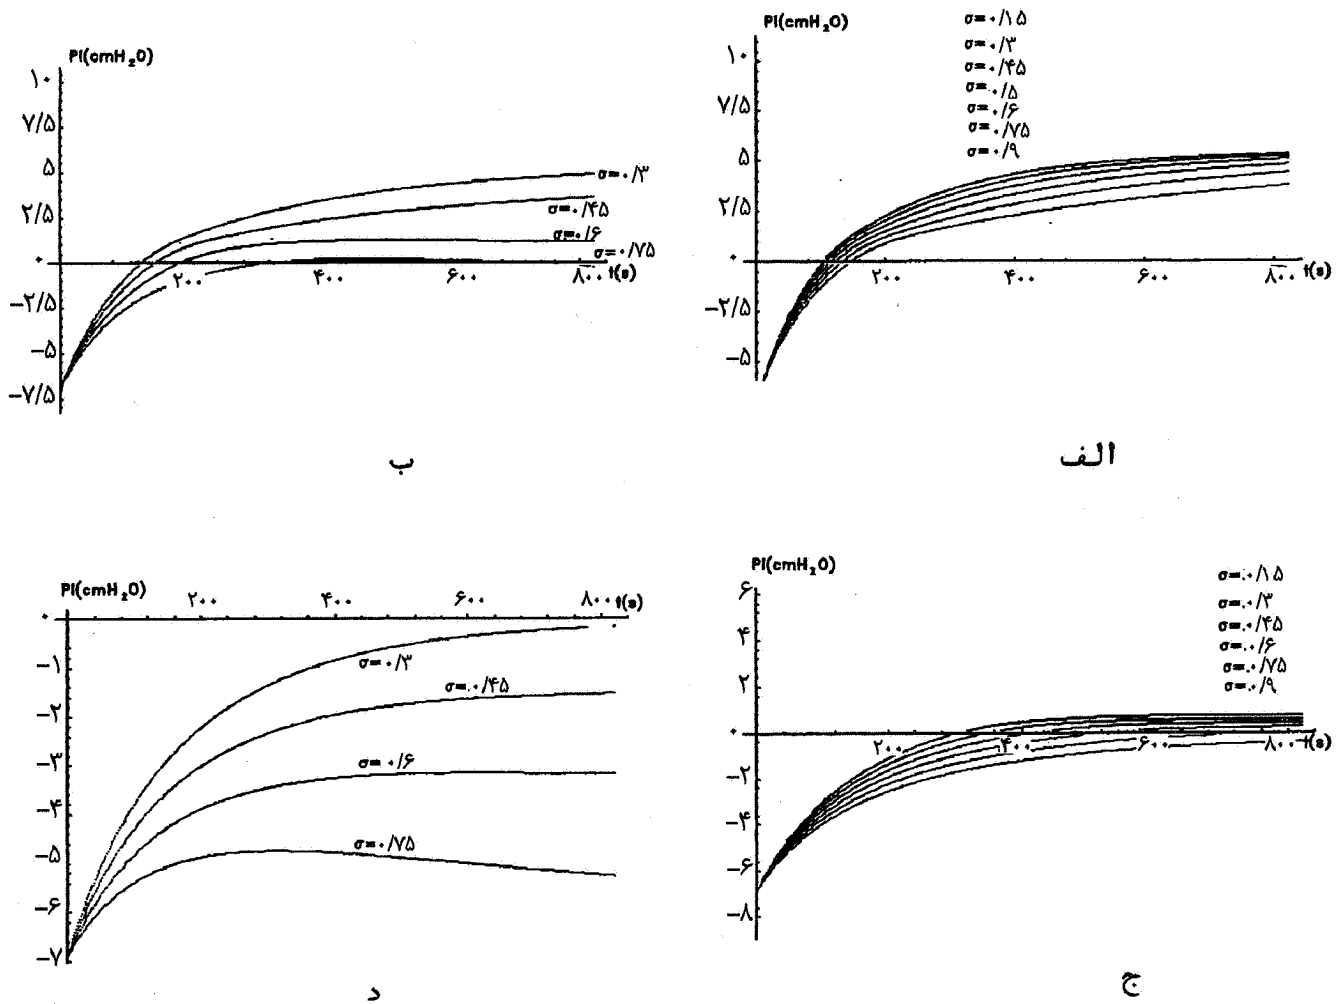 PI(cmH₂O)
σ=۰/۱۵
σ=۰/۳
σ=۰/۴۵
σ=۰/۵
σ=۰/۶
σ=۰/۷۵
σ=۰/۹
۱۰
۷/۵
۵
۲/۵
۰
-۲/۵
-۵
۲۰۰ ۴۰۰ ۶۰۰ ۸۰۰ t(s)
الف
PI(cmH₂O)
۱۰
۷/۵
۵
۲/۵
۰
-۲/۵
-۵
-۷/۵
σ=۰/۳
σ=۰/۴۵
σ=۰/۶
σ=۰/۷۵
۲۰۰ ۴۰۰ ۶۰۰ ۸۰۰ t(s)
ب
PI(cmH₂O)
σ=۰/۱۵
σ=۰/۳
σ=۰/۴۵
σ=۰/۶
σ=۰/۷۵
σ=۰/۹
۶
۴
۲
۰
-۲
-۴
-۶
-۸
۲۰۰ ۴۰۰ ۶۰۰ ۸۰۰ t(s)
ج
PI(cmH₂O)
۲۰۰ ۴۰۰ ۶۰۰ ۸۰۰ t(s)
۰
-۱
-۲
-۳
-۴
-۵
-۶
-۷
σ=۰/۳
σ=۰/۴۵
σ=۰/۶
σ=۰/۷۵
د